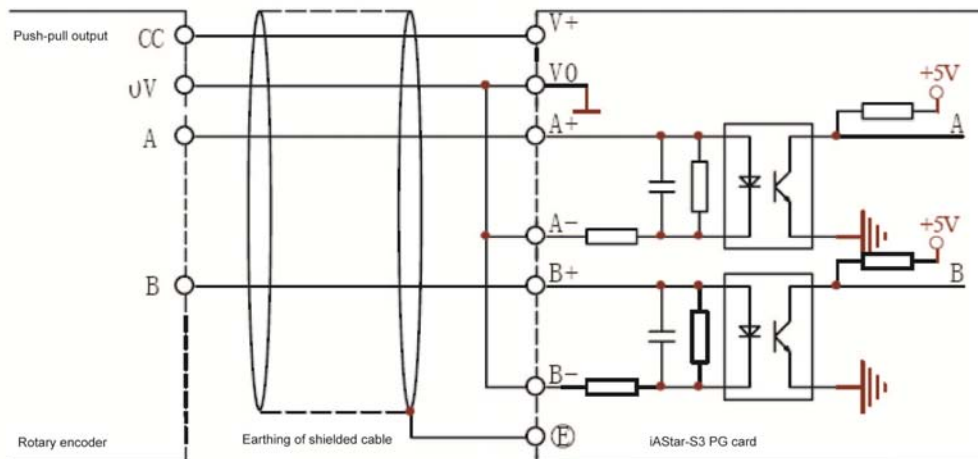 Push-pull output
CC
V+
0V
V0
+5V
A
A+
A
A-
+5V
B
B+
B
B-
E
Rotary encoder
Earthing of shielded cable
iAStar-S3 PG card